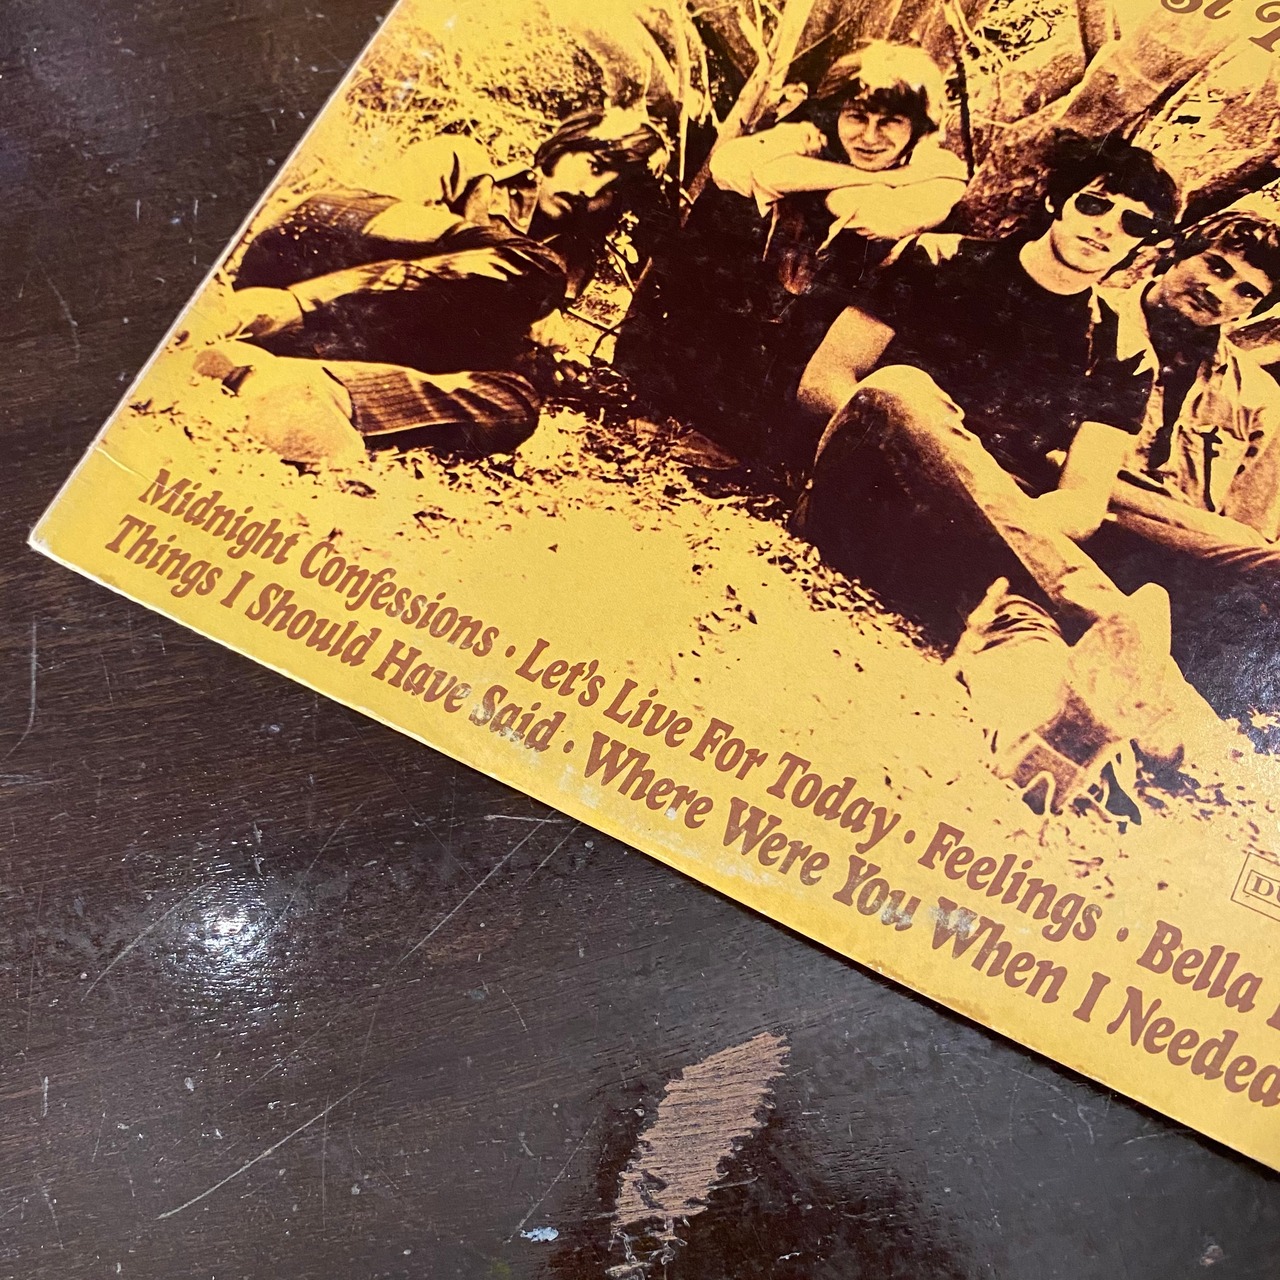 Midnight Confessions · Let's Live For Today · Feelings · Bella
Things I Should Have Said · Where Were You When I Needed